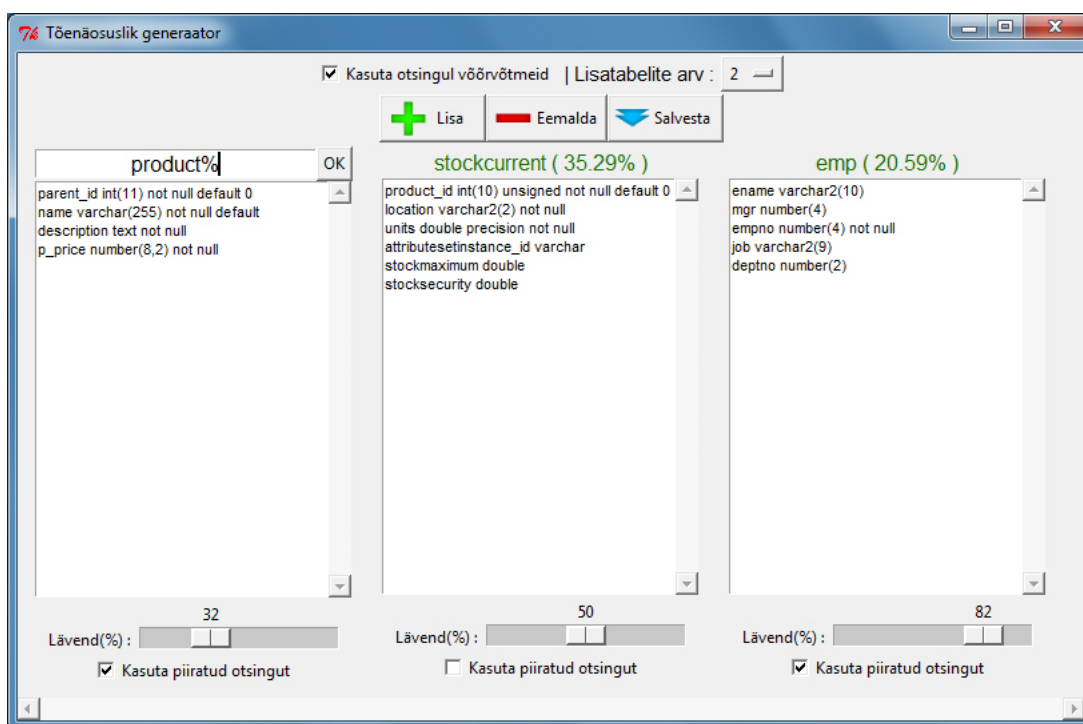 Tõenäosuslik generaator
Kasuta otsingul võõrvõtmeid | Lisatabelite arv : 2
Lisa Eemalda Salvesta
product% OK
parent_id int(11) not null default 0
name varchar(255) not null default
description text not null
p_price number(8,2) not null
32
Lävend(%) :
Kasuta piiratud otsingut
stockcurrent ( 35.29% )
product_id int(10) unsigned not null default 0
location varchar2(2) not null
units double precision not null
attributesetinstance_id varchar
stockmaximum double
stocksecurity double
50
Lävend(%) :
Kasuta piiratud otsingut
emp ( 20.59% )
ename varchar2(10)
mgr number(4)
empno number(4) not null
job varchar2(9)
deptno number(2)
82
Lävend(%) :
Kasuta piiratud otsingut